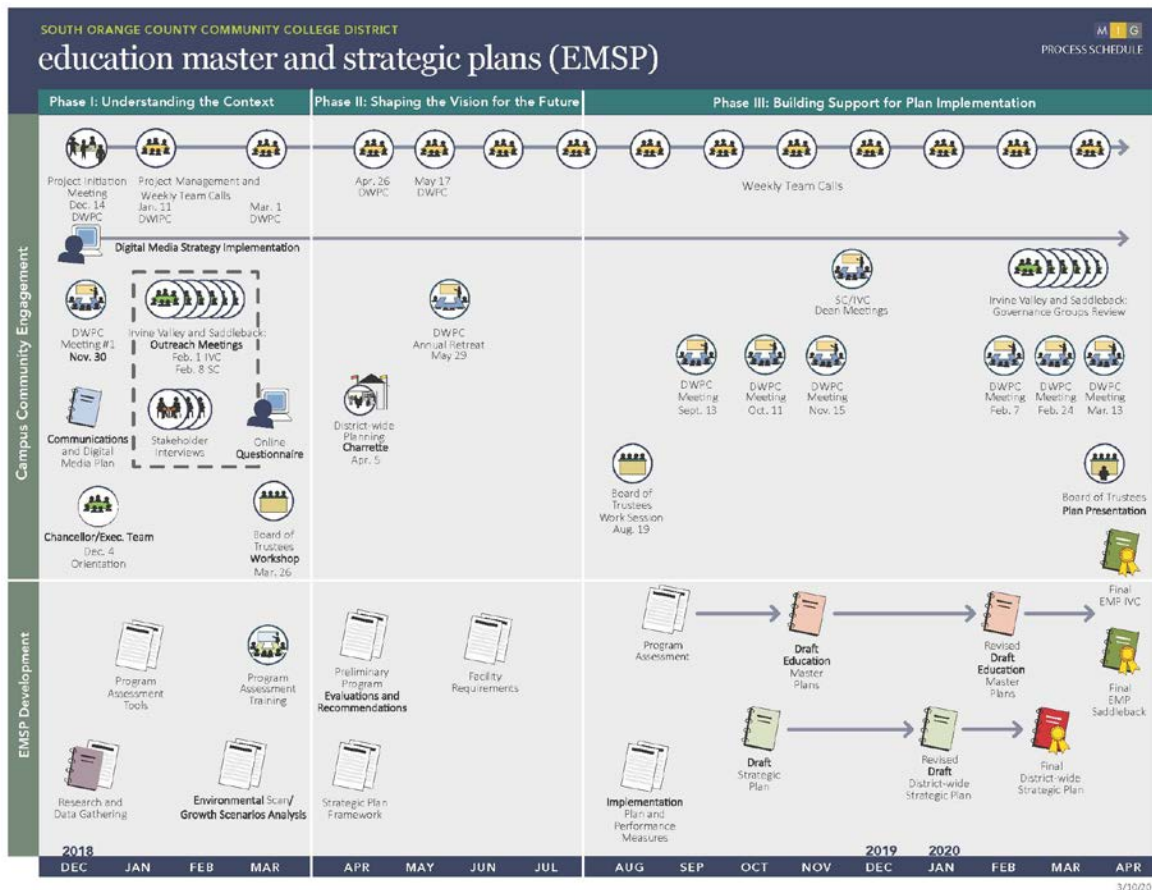 SOUTH ORANGE COUNTY COMMUNITY COLLEGE DISTRICT
education master and strategic plans (EMSP)
M I G
PROCESS SCHEDULE
Phase I: Understanding the Context
Phase II: Shaping the Vision for the Future
Phase III: Building Support for Plan Implementation
Campus Community Engagement
Project Initiation
Meeting
Dec. 14
DWPC
Project Management and
Weekly Team Calls
Jan. 11
DWPC
Mar. 1
DWPC
Apr. 26
DWPC
May 17
DWPC
Weekly Team Calls
Digital Media Strategy Implementation
DWPC
Meeting #1
Nov. 30
Irvine Valley and Saddleback:
Outreach Meetings
Feb. 1 IVC
Feb. 8 SC
DWPC
Annual Retreat
May 29
SC/IVC
Dean Meetings
Irvine Valley and Saddleback:
Governance Groups Review
DWPC
Meeting
Sept. 13
DWPC
Meeting
Oct. 11
DWPC
Meeting
Nov. 15
DWPC
Meeting
Feb. 7
DWPC
Meeting
Feb. 24
DWPC
Meeting
Mar. 13
Communications
and Digital
Media Plan
Stakeholder
Interviews
Online
Questionnaire
District-wide
Planning
Charrette
Apr. 5
Board of
Trustees
Work Session
Aug. 19
Board of Trustees
Plan Presentation
Chancellor/Exec. Team
Dec. 4
Orientation
Board of
Trustees
Workshop
Mar. 26
Final
EMP IVC
EMSP Development
Program
Assessment
Tools
Program
Assessment
Training
Preliminary
Program
Evaluations and
Recommendations
Facility
Requirements
Program
Assessment
Draft
Education
Master
Plans
Revised
Draft
Education
Master
Plans
Final
EMP
Saddleback
Research and
Data Gathering
Environmental Scan/
Growth Scenarios Analysis
Strategic Plan
Framework
Implementation
Plan and
Performance
Measures
Draft
Strategic
Plan
Revised
Draft
District-wide
Strategic Plan
Final
District-wide
Strategic Plan
2018
DEC JAN FEB MAR APR MAY JUN JUL AUG SEP OCT NOV
2019
DEC
2020
JAN FEB MAR APR
3/10/20